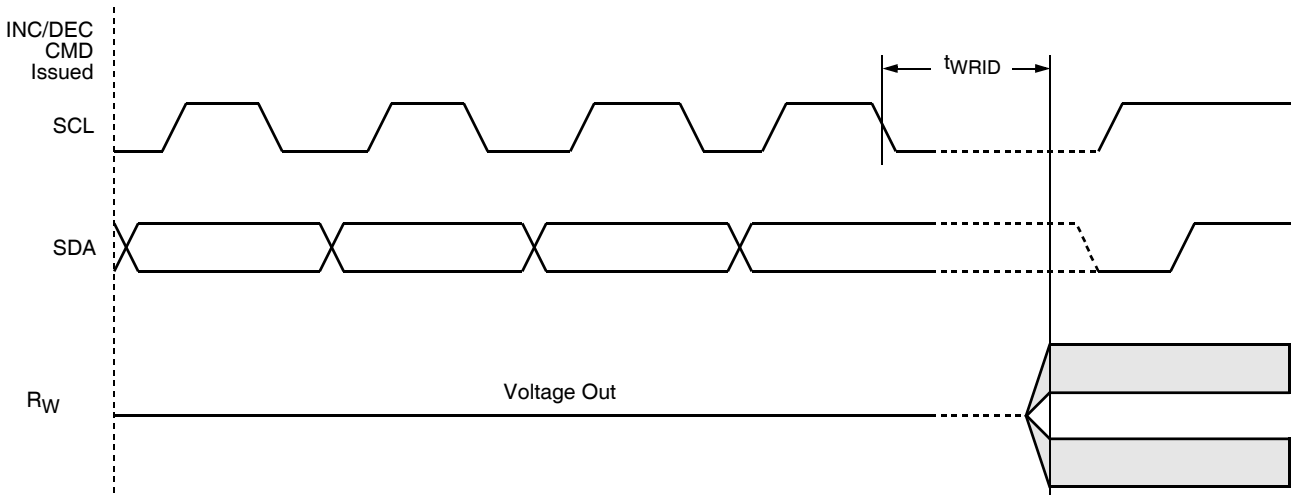 INC/DEC
CMD
Issued
tWRID
SCL
SDA
Voltage Out
RW